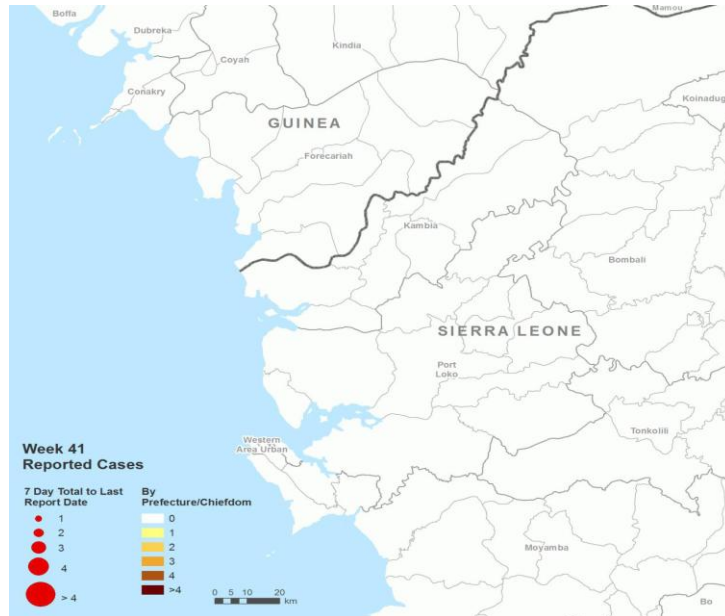 Boffa
Mamou
Dubreka
Kindia
Coyah
Conakry
Koinadug
GUINEA
Forecariah
Kambia
Bombali
SIERRA LEONE
Port
Loko
Tonkolili
Western
Area Urban
Week 41
Reported Cases
7 Day Total to Last
Report Date
1
2
3
4
> 4
By
Prefecture/Chiefdom
0
1
2
3
4
>4
Moyamba
Bo
0 5 10 20
km